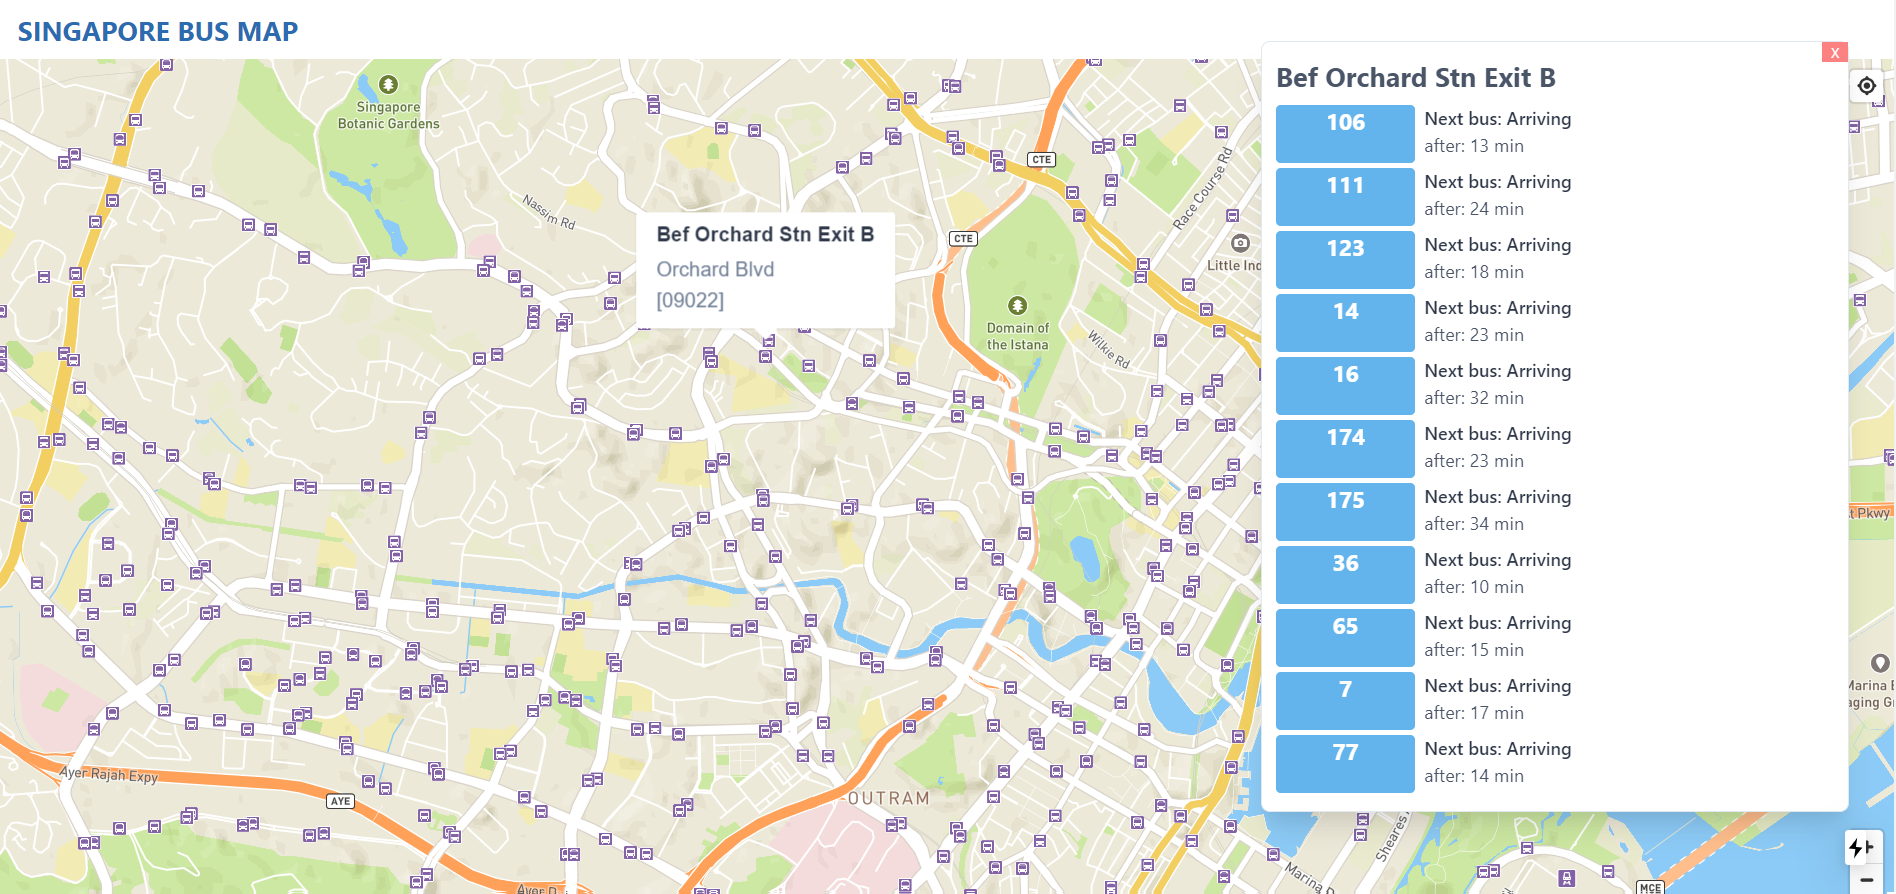 SINGAPORE BUS MAP
X
Bef Orchard Stn Exit B
106
Next bus: Arriving
after: 13 min
111
Next bus: Arriving
after: 24 min
123
Next bus: Arriving
after: 18 min
14
Next bus: Arriving
after: 23 min
16
Next bus: Arriving
after: 32 min
174
Next bus: Arriving
after: 23 min
175
Next bus: Arriving
after: 34 min
36
Next bus: Arriving
after: 10 min
65
Next bus: Arriving
after: 15 min
7
Next bus: Arriving
after: 17 min
77
Next bus: Arriving
after: 14 min
Singapore
Botanic Gardens
Nassim Rd
Bef Orchard Stn Exit B
Orchard Blvd
[09022]
CTE
CTE
Race Course Rd
Little
Domain of
the Istana
Wilkie Rd
Pkwy
Marina
Ayer Rajah Expy
AYE
OUTRAM
Sheares
Marina
MCE
Ayer